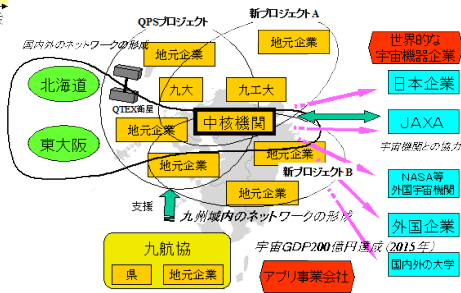 QPSプロジェクト
新プロジェクトA
世界的な
宇宙機器企業
国内外のネットワークの形成
地元企業
地元企業
北海道
九大
九工大
日本企業
QTEX衛星
中核機関
JAXA
地元企業
地元企業
宇宙機関との協力
東大阪
新プロジェクトB
NASA等
外国宇宙機関
地元企業
支援
九州域内のネットワークの形成
外国企業
九航協
宇宙GDP200億円達成(2015年)
県
地元企業
アプリ事業会社
国内外の大学